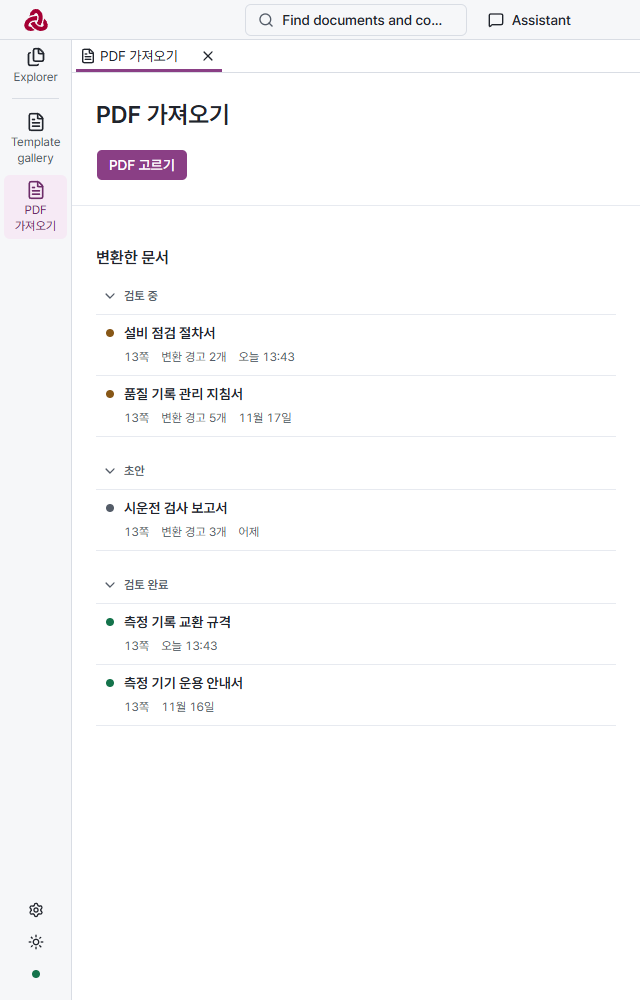 Find documents and co...
Assistant
Explorer
Template
gallery
PDF
가져오기
PDF 가져오기
PDF 가져오기
PDF 고르기
변환한 문서
검토 중
설비 점검 절차서
13쪽 변환 경고 2개 오늘 13:43
품질 기록 관리 지침서
13쪽 변환 경고 5개 11월 17일
초안
시운전 검사 보고서
13쪽 변환 경고 3개 어제
검토 완료
측정 기록 교환 규격
13쪽 오늘 13:43
측정 기기 운용 안내서
13쪽 11월 16일